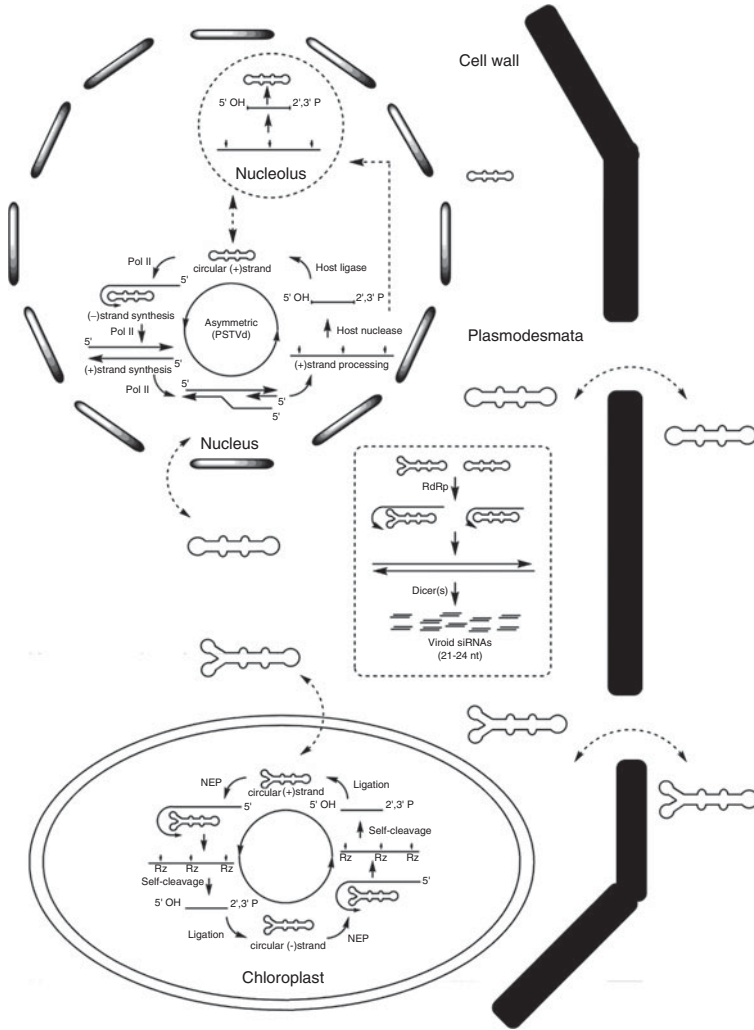 Cell wall
5' OH
2',3' P
Nucleolus
Pol II
circular (+)strand
Host ligase
5'
(–)strand synthesis
5' OH
2',3' P
Asymmetric
(PSTVd)
Host nuclease
Plasmodesmata
Pol II
5'
5'
(+)strand synthesis
(+)strand processing
Pol II
5'
5'
5'
Nucleus
RdRp
Dicer(s)
Viroid siRNAs
(21-24 nt)
NEP
circular (+)strand
Ligation
5'
5' OH
2',3' P
Self-cleavage
Rz Rz Rz
Rz Rz Rz
Self-cleavage
5'
5' OH
2',3' P
Ligation
circular (-)strand
NEP
Chloroplast